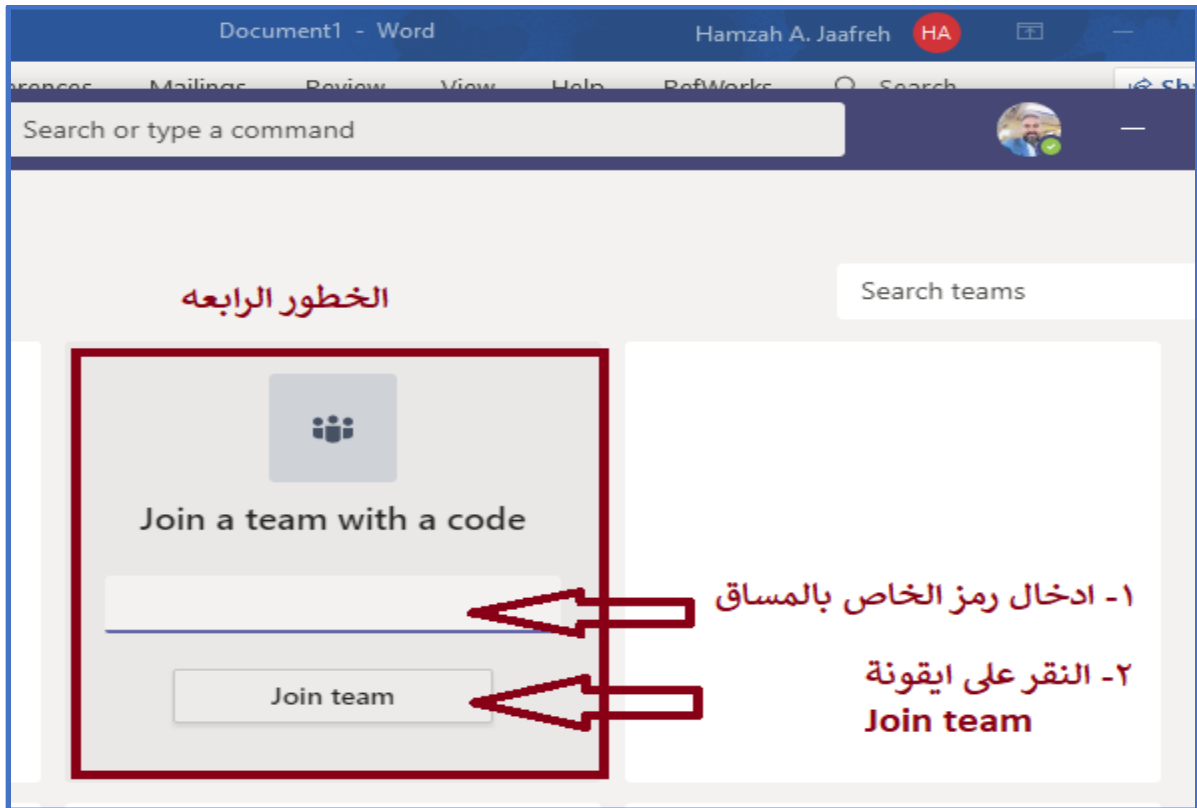 Document1 - Word
Hamzah A. Jaafreh
HA
Mailings Review View Help RefWorks Search
Search or type a command
الخطور الرابعه
Search teams
Join a team with a code
١- ادخال رمز الخاص بالمساق
Join team
٢- النقر على ايقونة
Join team